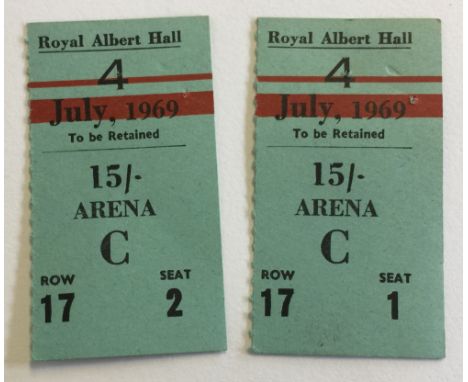 Royal Albert Hall
4
July, 1969
To be Retained
15/-
ARENA
C
ROW SEAT
17 2
Royal Albert Hall
4
July, 1969
To be Retained
15/-
ARENA
C
ROW SEAT
17 1